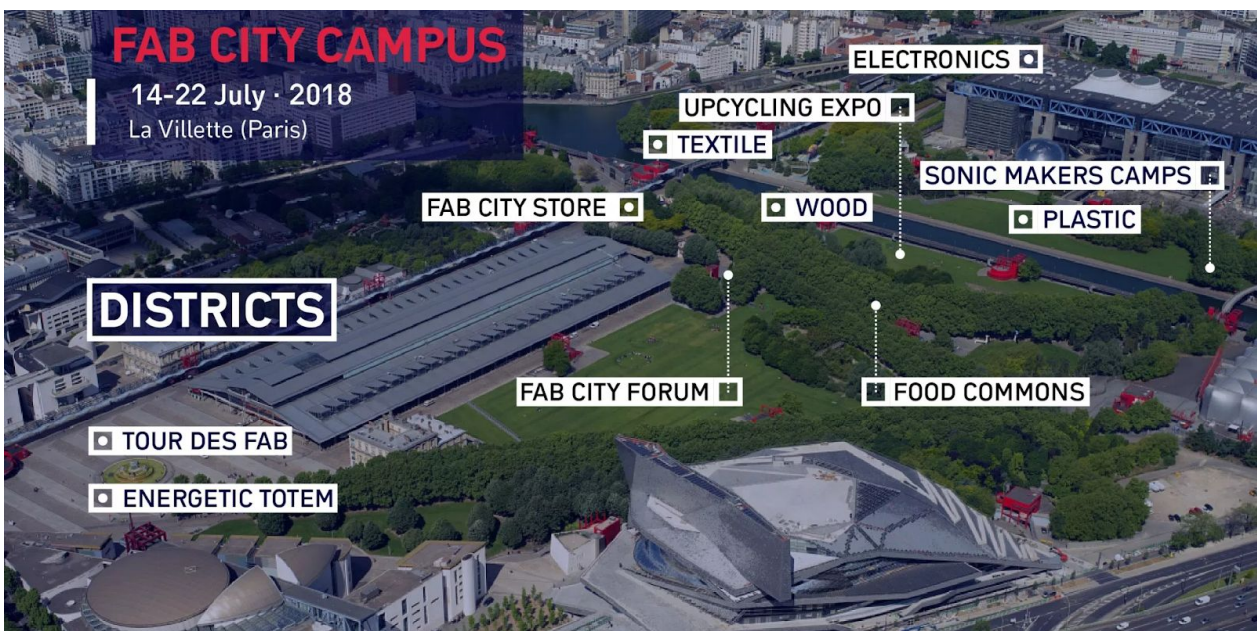 FAB CITY CAMPUS
14-22 July · 2018
La Villette (Paris)
ELECTRONICS
UPCYCLING EXPO
TEXTILE
SONIC MAKERS CAMPS
FAB CITY STORE
WOOD
PLASTIC
DISTRICTS
FAB CITY FORUM
FOOD COMMONS
TOUR DES FAB
ENERGETIC TOTEM